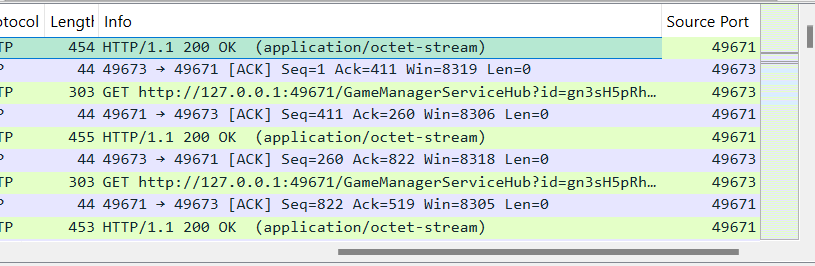 otocol Length Info Source Port
TP 454 HTTP/1.1 200 OK (application/octet-stream) 49671
P 44 49673 → 49671 [ACK] Seq=1 Ack=411 Win=8319 Len=0 49673
TP 303 GET http://127.0.0.1:49671/GameManagerServiceHub?id=gn3sH5pRh… 49673
P 44 49671 → 49673 [ACK] Seq=411 Ack=260 Win=8306 Len=0 49671
TP 455 HTTP/1.1 200 OK (application/octet-stream) 49671
P 44 49673 → 49671 [ACK] Seq=260 Ack=822 Win=8318 Len=0 49673
TP 303 GET http://127.0.0.1:49671/GameManagerServiceHub?id=gn3sH5pRh… 49673
P 44 49671 → 49673 [ACK] Seq=822 Ack=519 Win=8305 Len=0 49671
TP 453 HTTP/1.1 200 OK (application/octet-stream) 49671